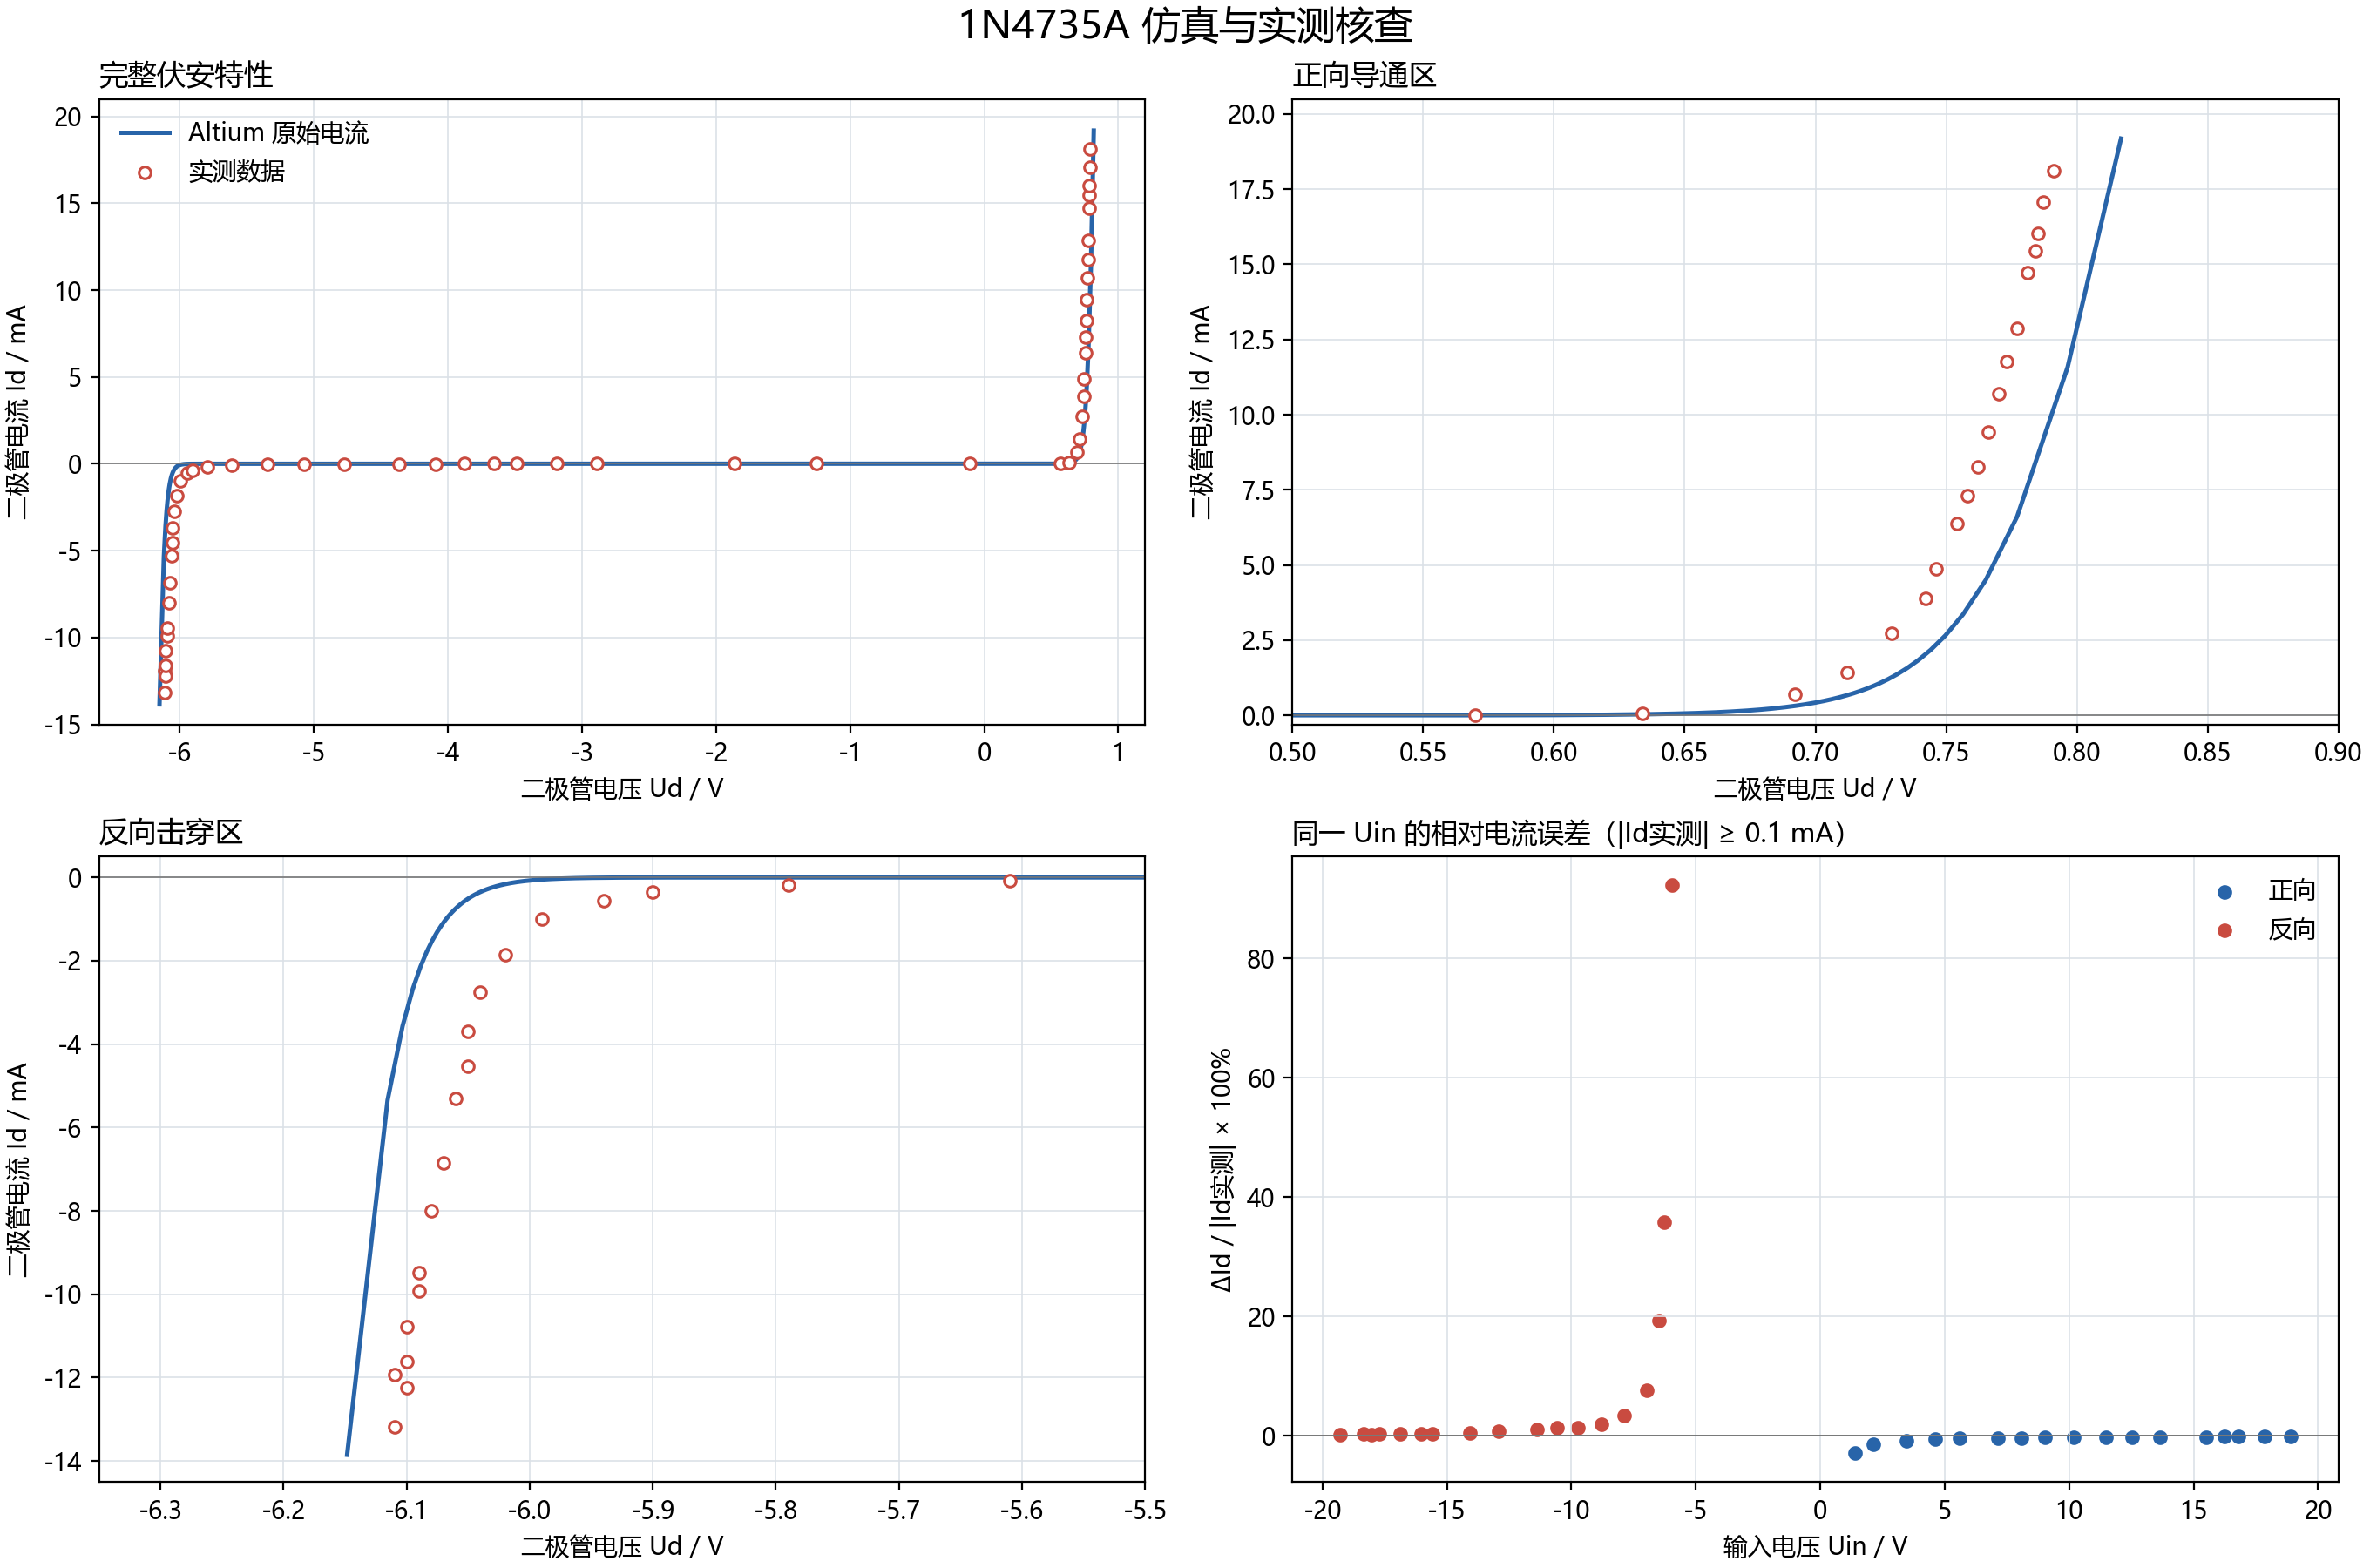 1N4735A 仿真与实测核查
完整伏安特性
20
15
10
5
0
-5
-10
-15
二极管电流 Id / mA
Altium 原始电流
实测数据
-6 -5 -4 -3 -2 -1 0 1
二极管电压 Ud / V
正向导通区
20.0
17.5
15.0
12.5
10.0
7.5
5.0
2.5
0.0
二极管电流 Id / mA
0.50 0.55 0.60 0.65 0.70 0.75 0.80 0.85 0.90
二极管电压 Ud / V
反向击穿区
0
-2
-4
-6
-8
-10
-12
-14
二极管电流 Id / mA
-6.3 -6.2 -6.1 -6.0 -5.9 -5.8 -5.7 -5.6 -5.5
二极管电压 Ud / V
同一 Uin 的相对电流误差（|Id实测| ≥ 0.1 mA）
80
60
40
20
0
ΔId / |Id实测| × 100%
正向
反向
-20 -15 -10 -5 0 5 10 15 20
输入电压 Uin / V